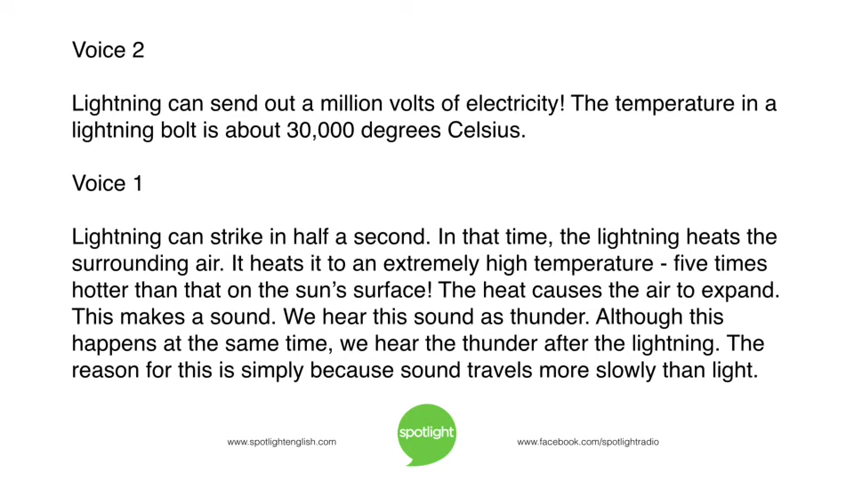 Voice 2
Lightning can send out a million volts of electricity! The temperature in a
lightning bolt is about 30,000 degrees Celsius.
Voice 1
Lightning can strike in half a second. In that time, the lightning heats the
surrounding air. It heats it to an extremely high temperature - five times
hotter than that on the sun’s surface! The heat causes the air to expand.
This makes a sound. We hear this sound as thunder. Although this
happens at the same time, we hear the thunder after the lightning. The
reason for this is simply because sound travels more slowly than light.
www.spotlightenglish.com
spotlight
www.facebook.com/spotlightradio